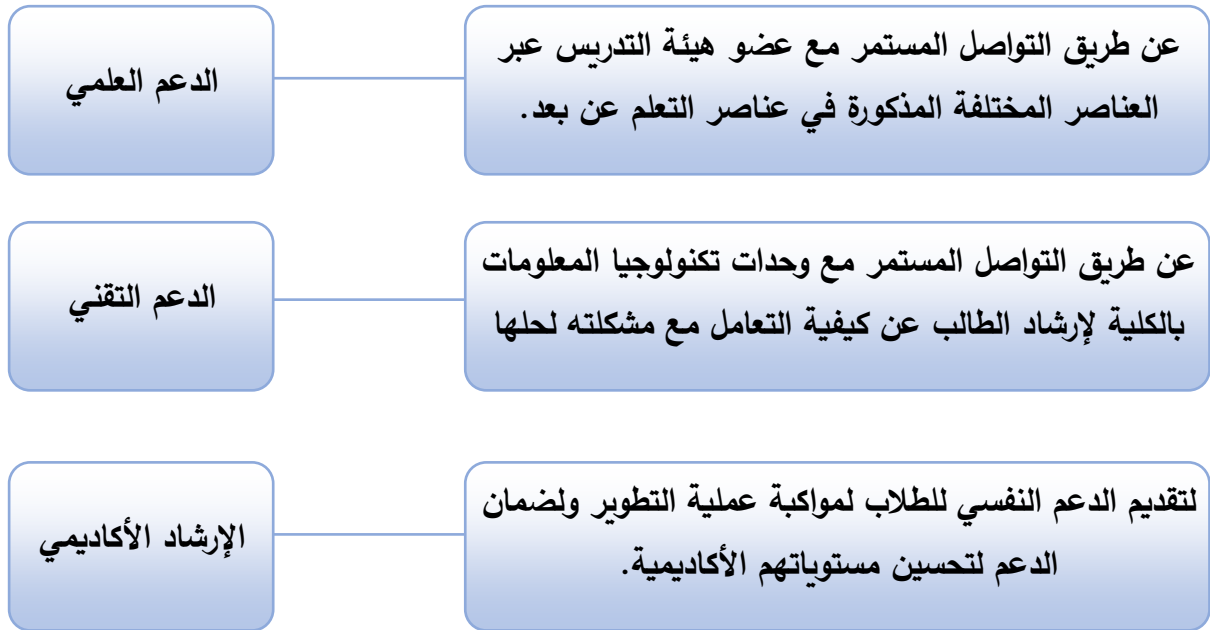 الدعم العلمي
عن طريق التواصل المستمر مع عضو هيئة التدريس عبر
العناصر المختلفة المذكورة في عناصر التعلم عن بعد.
الدعم التقني
عن طريق التواصل المستمر مع وحدات تكنولوجيا المعلومات
بالكلية لإرشاد الطالب عن كيفية التعامل مع مشكلته لحلها
الإرشاد الأكاديمي
لتقديم الدعم النفسي للطلاب لمواكبة عملية التطوير ولضمان
الدعم لتحسين مستوياتهم الأكاديمية.